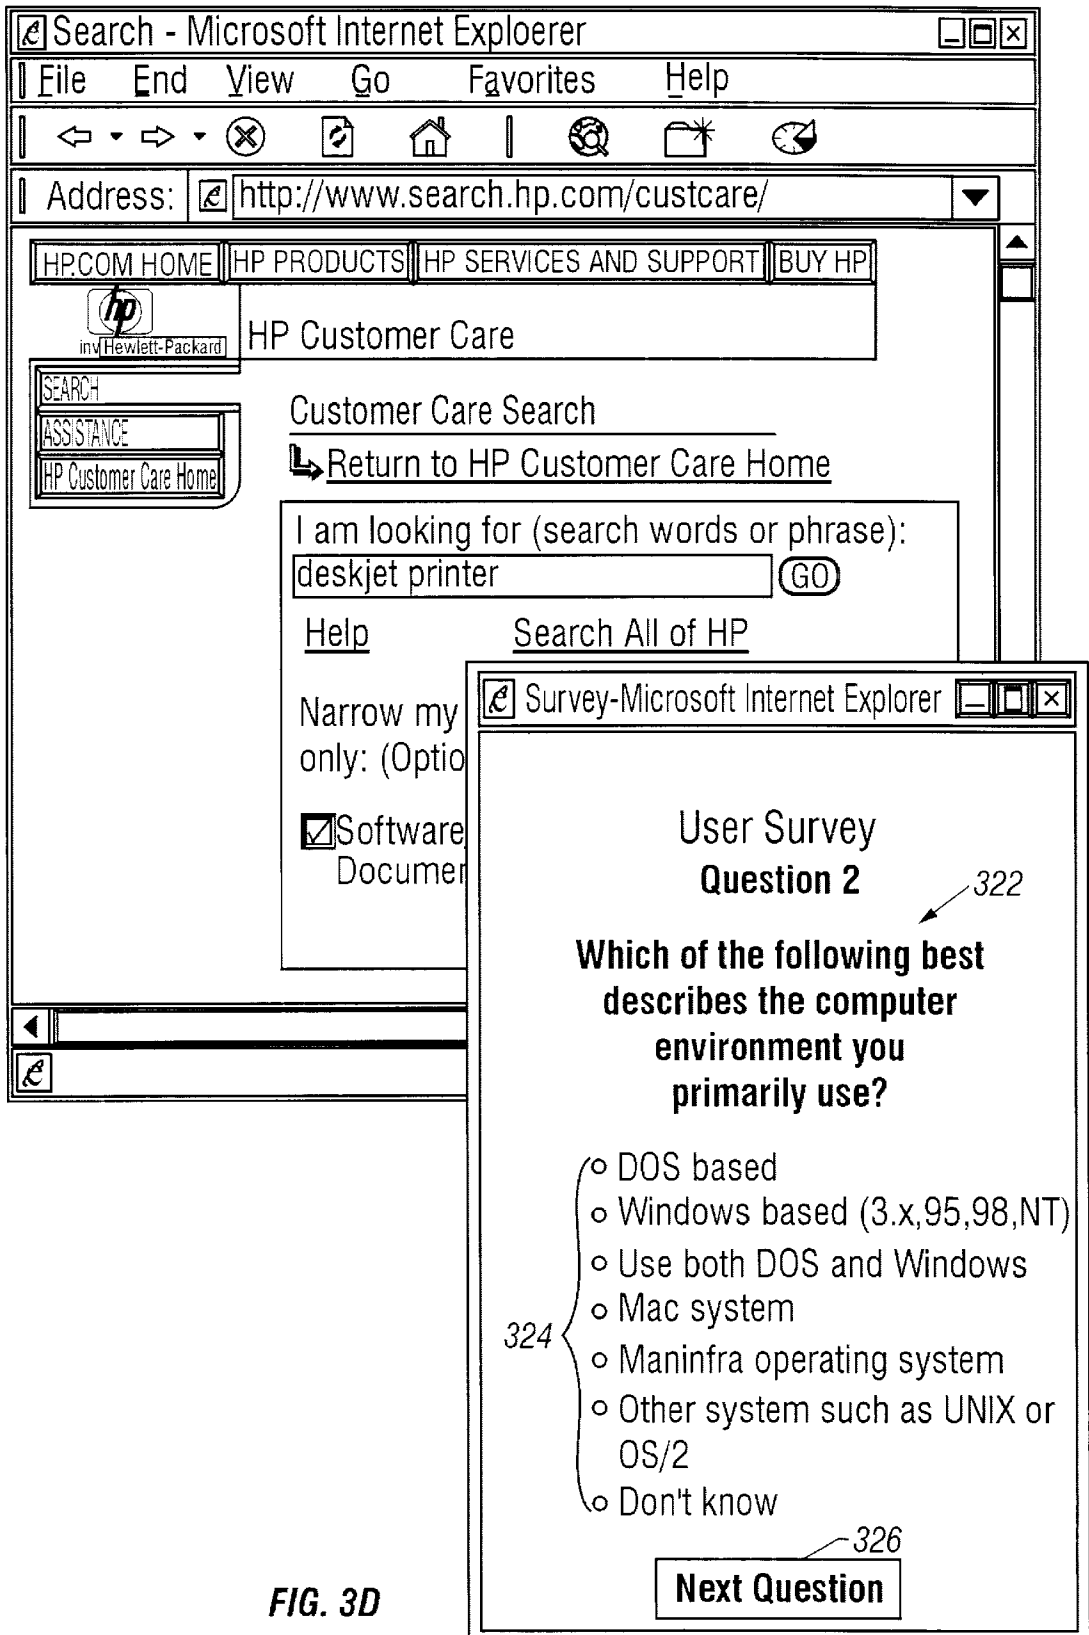 Search - Microsoft Internet Exploerer
File End View Go Favorites Help
Address: http://www.search.hp.com/custcare/
HP.COM HOME HP PRODUCTS HP SERVICES AND SUPPORT BUY HP
hp
inv Hewlett-Packard
HP Customer Care
SEARCH
ASSISTANCE
HP Customer Care Home
Customer Care Search
Return to HP Customer Care Home
I am looking for (search words or phrase):
deskjet printer GO
Help Search All of HP
Narrow my
only: (Optio
Software
Documen
Survey-Microsoft Internet Explorer
User Survey
Question 2
322
Which of the following best
describes the computer
environment you
primarily use?
324
DOS based
Windows based (3.x,95,98,NT)
Use both DOS and Windows
Mac system
Maninfra operating system
Other system such as UNIX or
OS/2
Don't know
326
Next Question
FIG. 3D